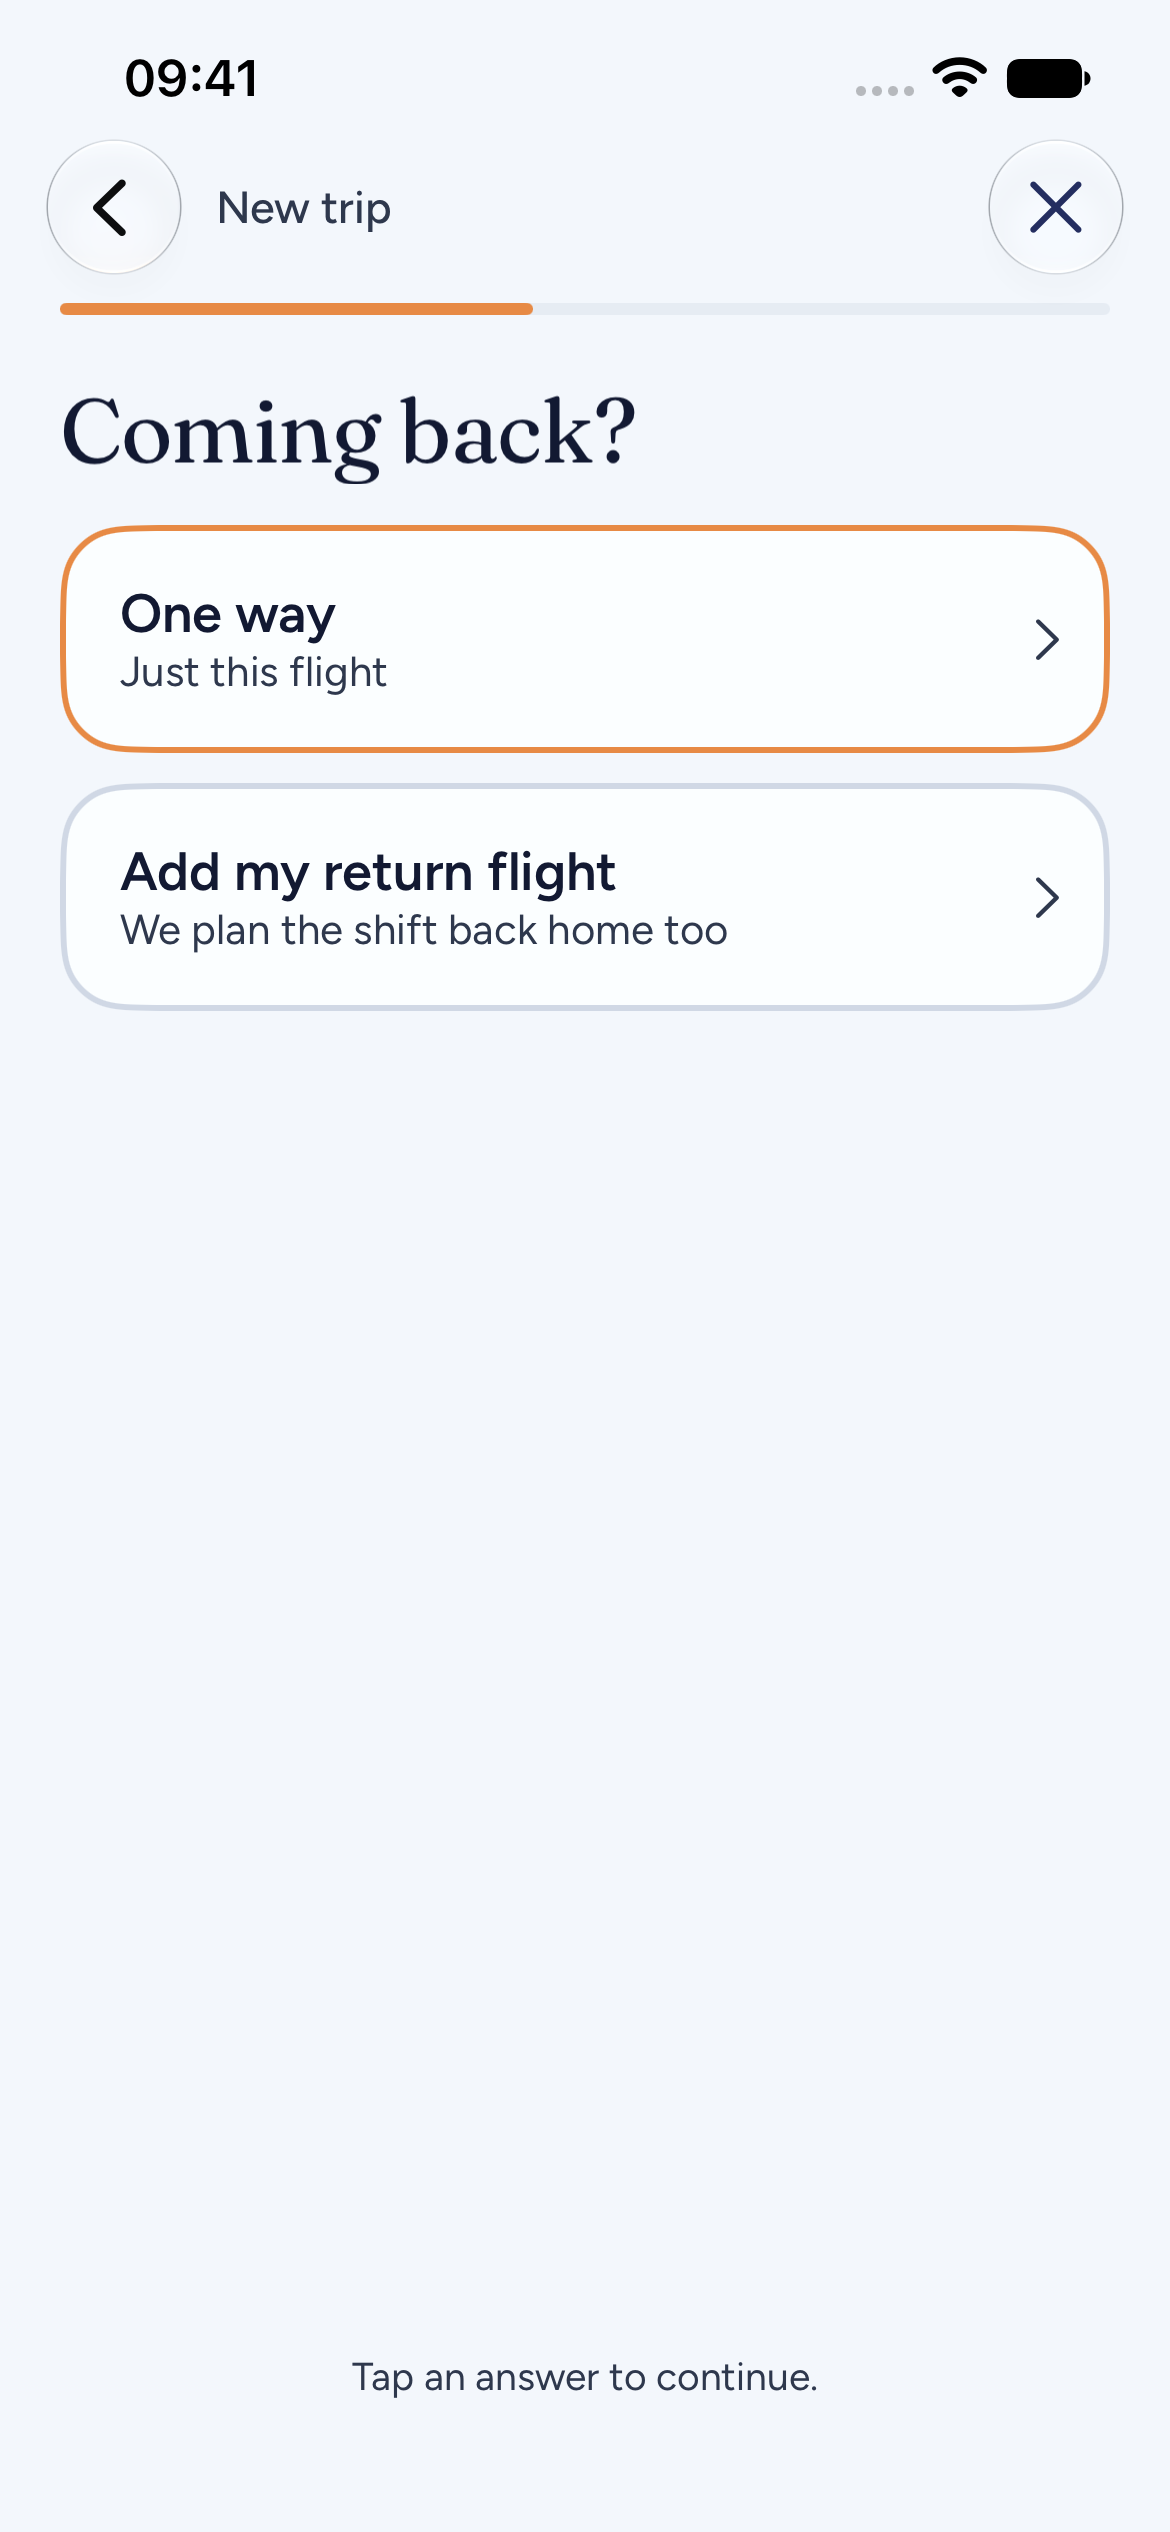 09:41
New trip
Coming back?
One way
Just this flight
Add my return flight
We plan the shift back home too
Tap an answer to continue.